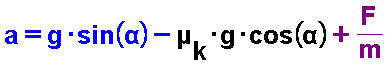 a = g·sin(α) − μₖ·g·cos(α) + F/m